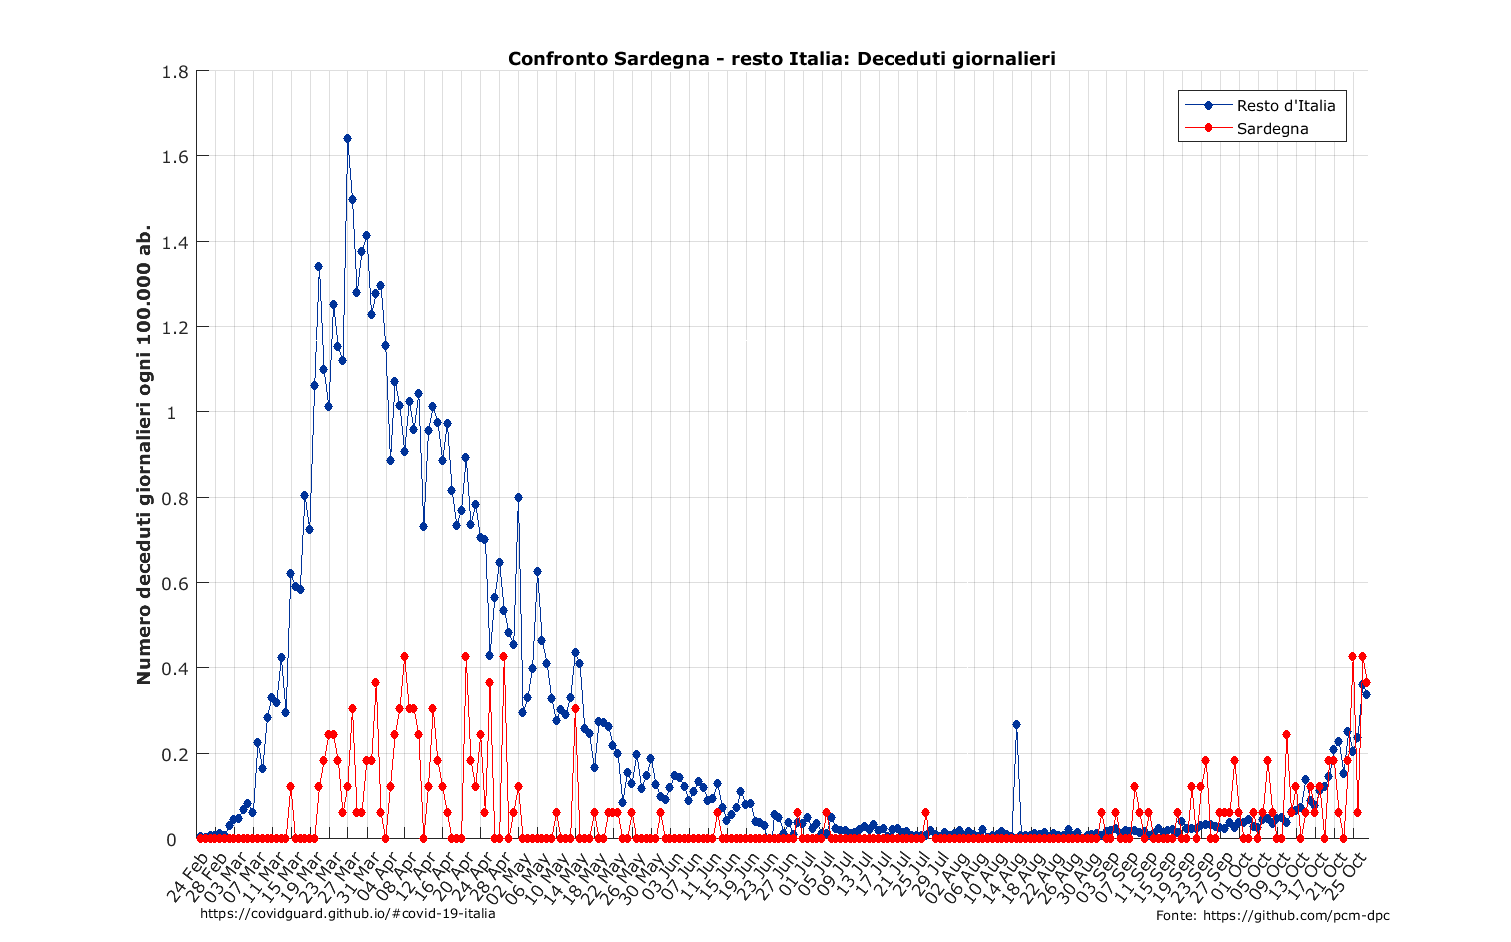 Confronto Sardegna - resto Italia: Deceduti giornalieri
Resto d'Italia
Sardegna
Numero deceduti giornalieri ogni 100.000 ab.
1.8
1.6
1.4
1.2
1
0.8
0.6
0.4
0.2
0
24 Feb
28 Feb
03 Mar
07 Mar
11 Mar
15 Mar
19 Mar
23 Mar
27 Mar
31 Mar
04 Apr
08 Apr
12 Apr
16 Apr
20 Apr
24 Apr
28 Apr
02 May
06 May
10 May
14 May
18 May
22 May
26 May
30 May
03 Jun
07 Jun
11 Jun
15 Jun
19 Jun
23 Jun
27 Jun
01 Jul
05 Jul
09 Jul
13 Jul
17 Jul
21 Jul
25 Jul
29 Jul
02 Aug
06 Aug
10 Aug
14 Aug
18 Aug
22 Aug
26 Aug
30 Aug
03 Sep
07 Sep
11 Sep
15 Sep
19 Sep
23 Sep
27 Sep
01 Oct
05 Oct
09 Oct
13 Oct
17 Oct
21 Oct
25 Oct
https://covidguard.github.io/#covid-19-italia
Fonte: https://github.com/pcm-dpc